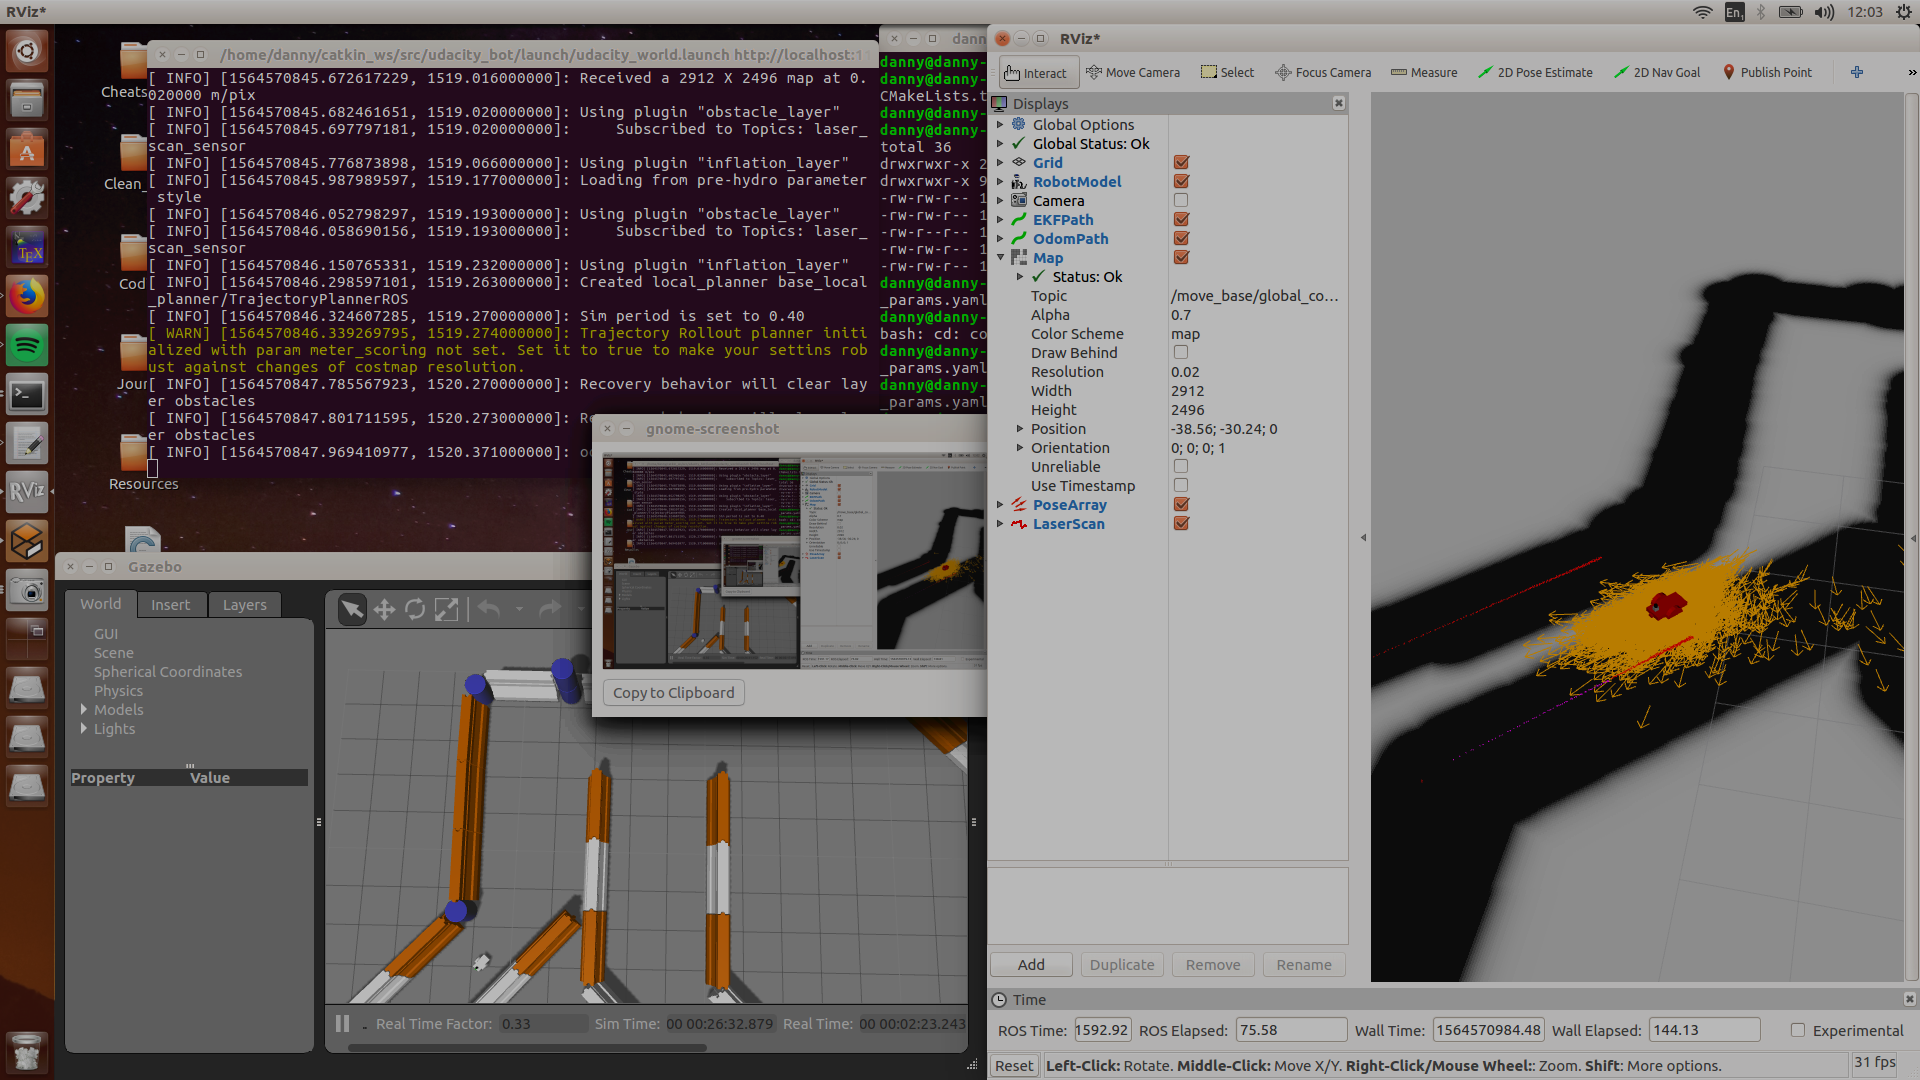 RViz*
En1
12:03
Cheats
Clean_
Cod
Jour
Resources
/home/danny/catkin_ws/src/udacity_bot/launch/udacity_world.launch http://localhost:1
[ INFO] [1564570845.672617229, 1519.016000000]: Received a 2912 X 2496 map at 0.
020000 m/pix
[ INFO] [1564570845.682461651, 1519.020000000]: Using plugin "obstacle_layer"
[ INFO] [1564570845.697797181, 1519.020000000]:     Subscribed to Topics: laser_
scan_sensor
[ INFO] [1564570845.776873898, 1519.066000000]: Using plugin "inflation_layer"
[ INFO] [1564570845.987989597, 1519.177000000]: Loading from pre-hydro parameter
 style
[ INFO] [1564570846.052798297, 1519.193000000]: Using plugin "obstacle_layer"
[ INFO] [1564570846.058690156, 1519.193000000]:     Subscribed to Topics: laser_
scan_sensor
[ INFO] [1564570846.150765331, 1519.232000000]: Using plugin "inflation_layer"
[ INFO] [1564570846.298597101, 1519.263000000]: Created local_planner base_local
_planner/TrajectoryPlannerROS
[ INFO] [1564570846.324607285, 1519.270000000]: Sim period is set to 0.40
[ WARN] [1564570846.339269795, 1519.274000000]: Trajectory Rollout planner initi
alized with param meter_scoring not set. Set it to true to make your settins rob
ust against changes of costmap resolution.
[ INFO] [1564570847.785567923, 1520.270000000]: Recovery behavior will clear lay
er obstacles
[ INFO] [1564570847.801711595, 1520.273000000]: Re
er obstacles
[ INFO] [1564570847.969410977, 1520.371000000]: od
dann
danny@danny-
danny@danny-
CMakeLists.t
danny@danny-
danny@danny-
total 36
drwxrwxr-x 2
drwxrwxr-x 9
-rw-rw-r-- 1
-rw-rw-r-- 1
-rw-rw-r-- 1
-rw-rw-r-- 1
-rw-rw-r-- 1
danny@danny-
_params.yaml
danny@danny-
bash: cd: co
danny@danny-
_params.yaml
danny@danny-
_params.yaml
gnome-screenshot
Copy to Clipboard
Gazebo
World
Insert
Layers
GUI
Scene
Spherical Coordinates
Physics
Models
Lights
Property Value
Real Time Factor: 0.33 Sim Time: 00 00:26:32.879 Real Time: 00 00:02:23.243
RViz*
Interact Move Camera Select Focus Camera Measure 2D Pose Estimate 2D Nav Goal Publish Point
Displays
Global Options
Global Status: Ok
Grid
RobotModel
Camera
EKFPath
OdomPath
Map
Status: Ok
Topic /move_base/global_co...
Alpha 0.7
Color Scheme map
Draw Behind
Resolution 0.02
Width 2912
Height 2496
Position -38.56; -30.24; 0
Orientation 0; 0; 0; 1
Unreliable
Use Timestamp
PoseArray
LaserScan
Add Duplicate Remove Rename
Time
ROS Time: 1592.92 ROS Elapsed: 75.58 Wall Time: 1564570984.48 Wall Elapsed: 144.13 Experimental
Reset Left-Click: Rotate. Middle-Click: Move X/Y. Right-Click/Mouse Wheel:: Zoom. Shift: More options. 31 fps
TEX
RViz